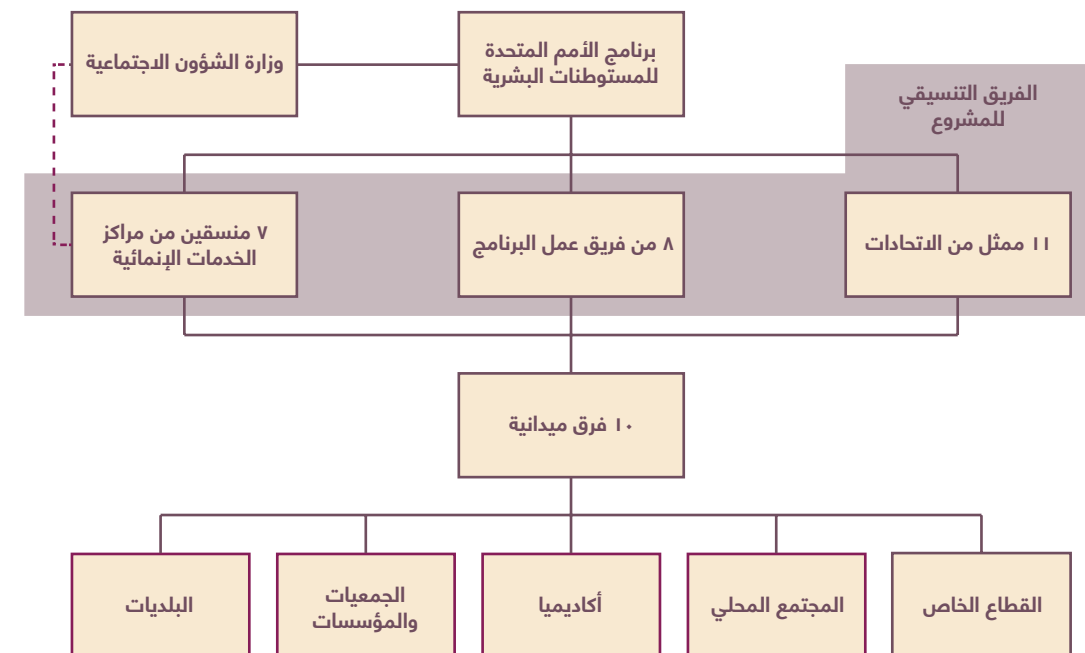 برنامج الأمم المتحدة
للمستوطنات البشرية
وزارة الشؤون الاجتماعية
الفريق التنسيقي
للمشروع
١١ ممثل من الاتحادات
٨ من فريق عمل البرنامج
٧ منسقين من مراكز
الخدمات الإنمائية
١٠ فرق ميدانية
القطاع الخاص
المجتمع المحلي
أكاديميا
الجمعيات
والمؤسسات
البلديات